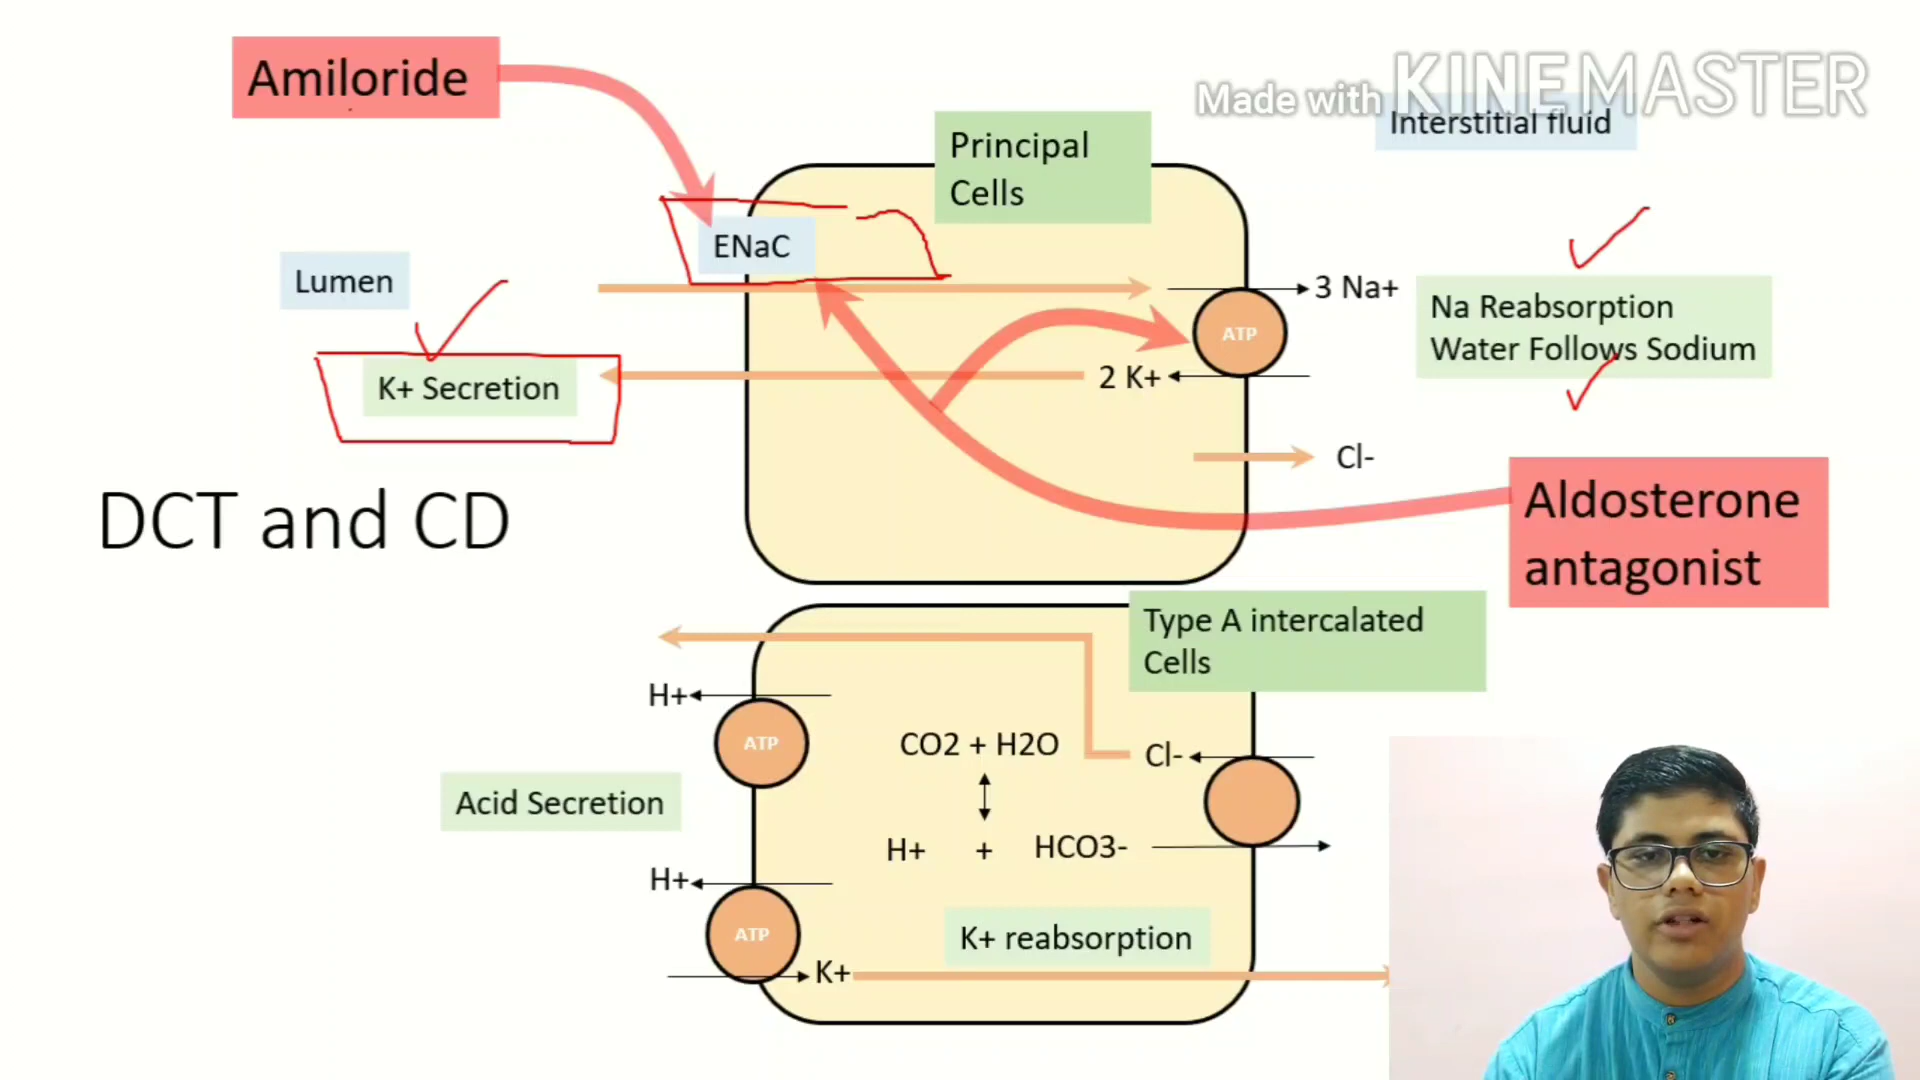 Amiloride
Made with KINEMASTER
Interstitial fluid
Principal
Cells
ENaC
Lumen
3 Na+
ATP
Na Reabsorption
Water Follows Sodium
K+ Secretion
2 K+
Cl-
DCT and CD
Aldosterone
antagonist
Type A intercalated
Cells
H+
ATP
CO2 + H2O
Cl-
Acid Secretion
H+ + HCO3-
H+
ATP
K+ reabsorption
K+